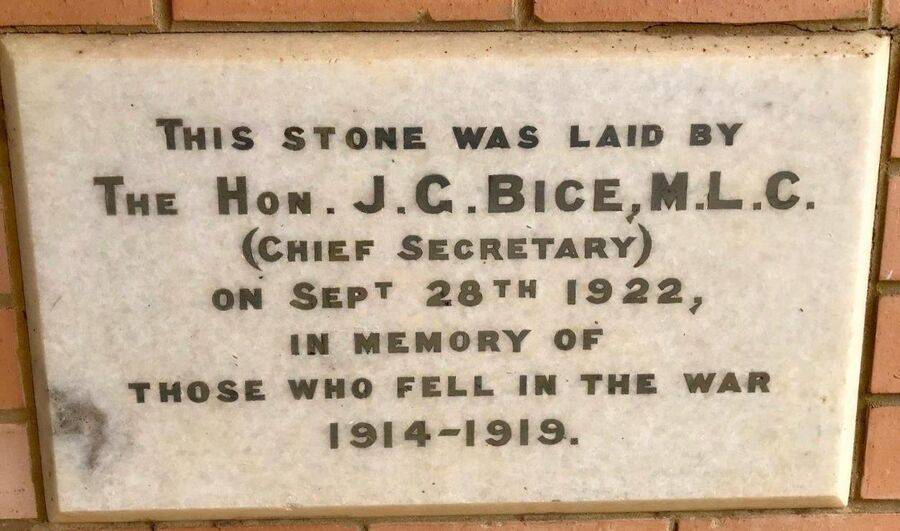 THIS STONE WAS LAID BY
THE HON. J.G.BICE, M.L.C.
(CHIEF SECRETARY)
ON SEPT 28TH 1922,
IN MEMORY OF
THOSE WHO FELL IN THE WAR
1914-1919.